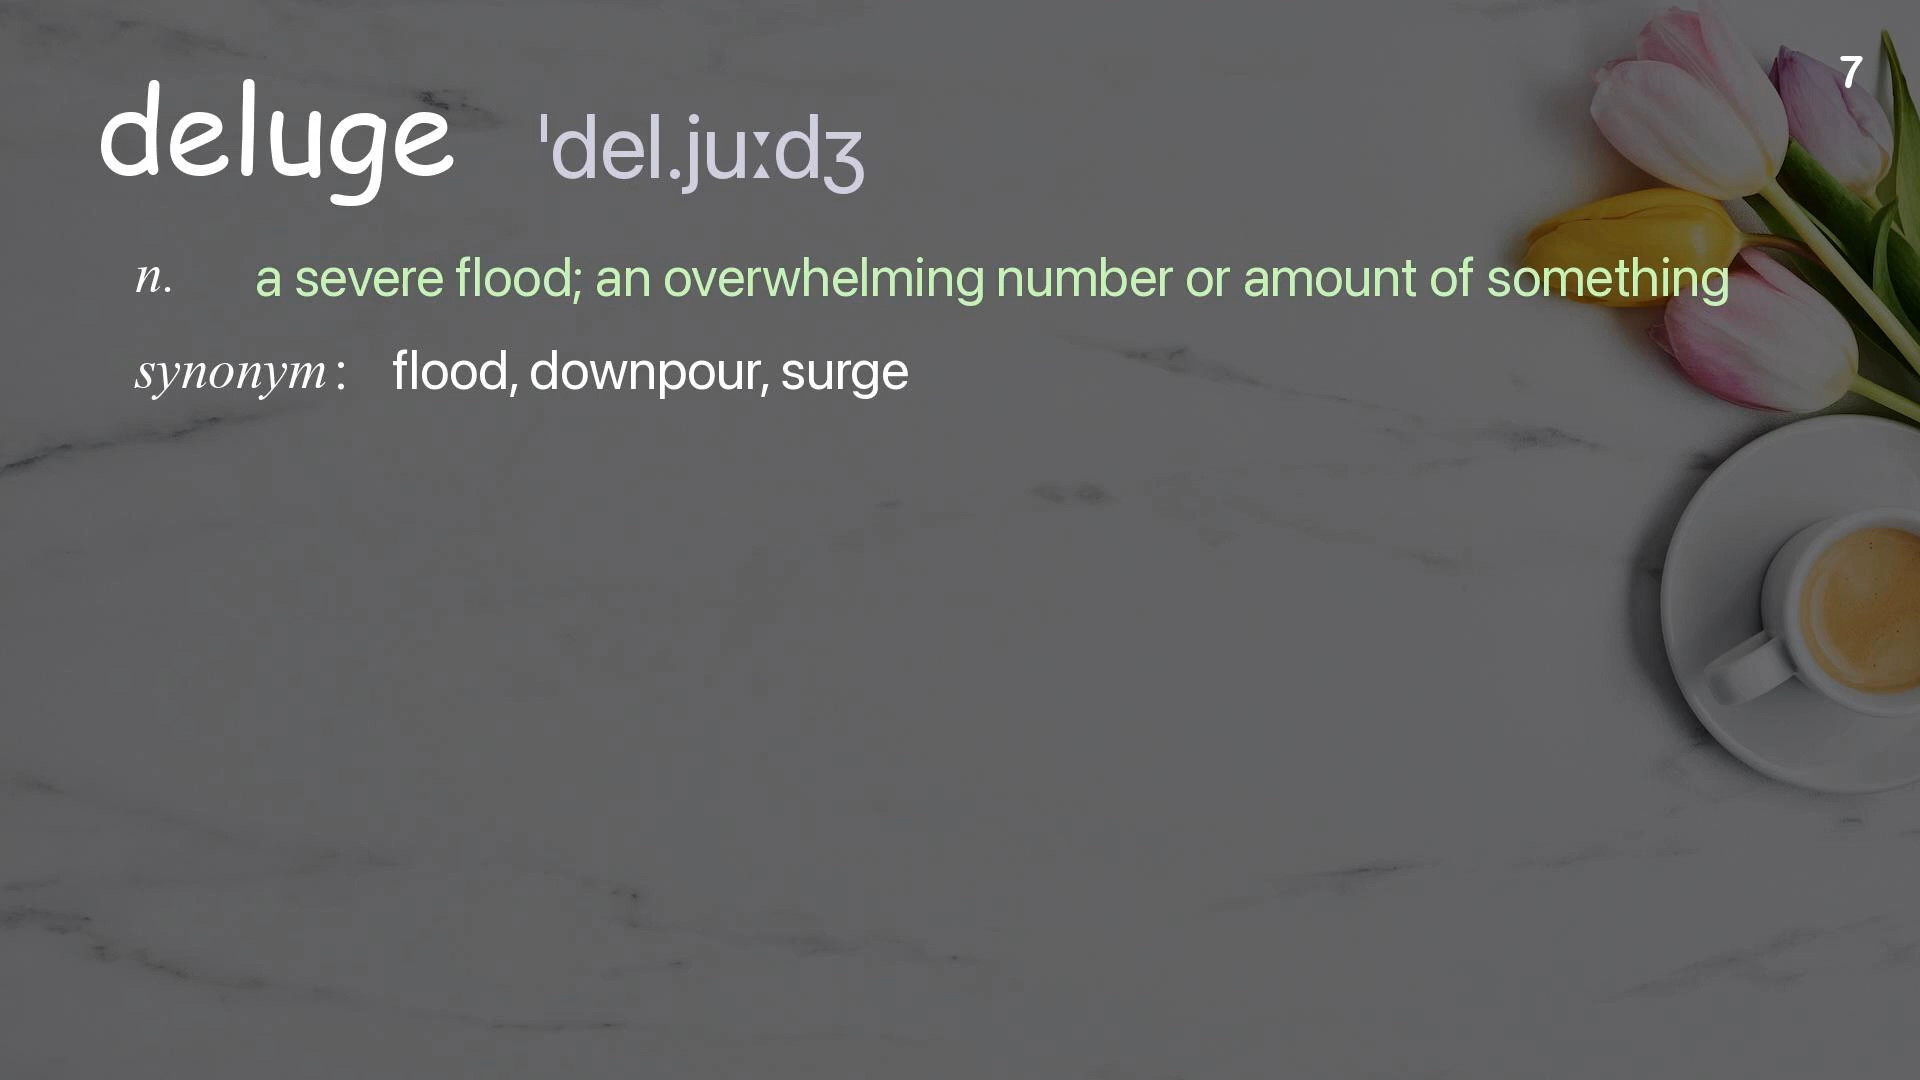 7
deluge ˈdel.juːdʒ
n. a severe flood; an overwhelming number or amount of something
synonym : flood, downpour, surge